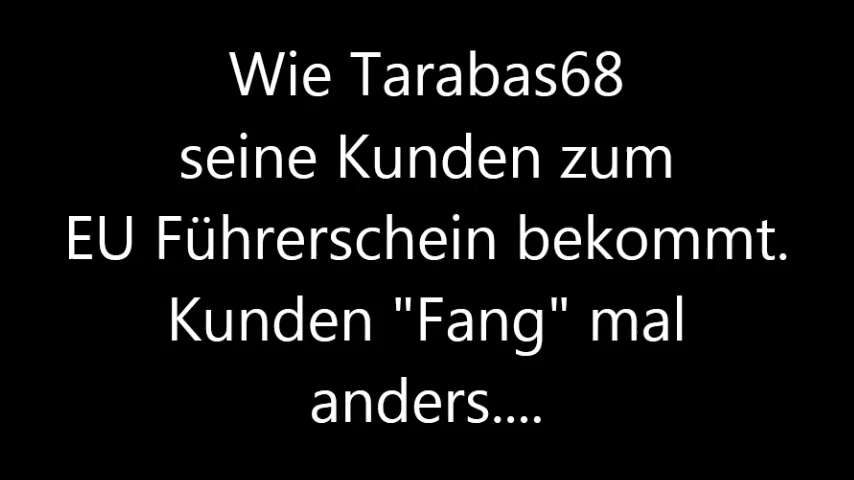 Wie Tarabas68
seine Kunden zum
EU Führerschein bekommt.
Kunden "Fang" mal
anders....